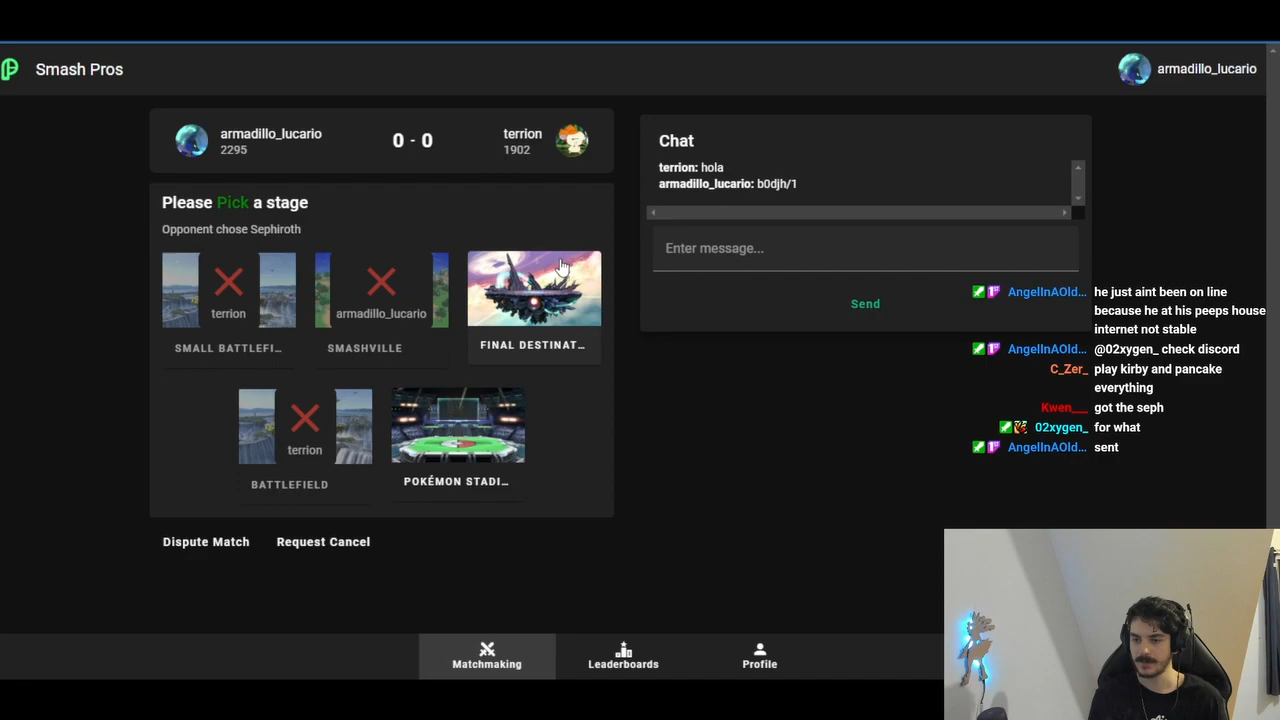 Smash Pros
armadillo_lucario
armadillo_lucario
2295
0 - 0
terrion
1902
Please Pick a stage
Opponent chose Sephiroth
terrion
SMALL BATTLEFI...
armadillo_lucario
SMASHVILLE
FINAL DESTINAT...
terrion
BATTLEFIELD
POKÉMON STADI...
Dispute Match
Request Cancel
Chat
terrion: hola
armadillo_lucario: b0djh/1
Enter message...
Send
AngelInAOld... he just aint been on line
because he at his peeps house
internet not stable
AngelInAOld... @02xygen_ check discord
C_Zer_ play kirby and pancake
everything
Kwen___ got the seph
02xygen_ for what
AngelInAOld... sent
Matchmaking
Leaderboards
Profile